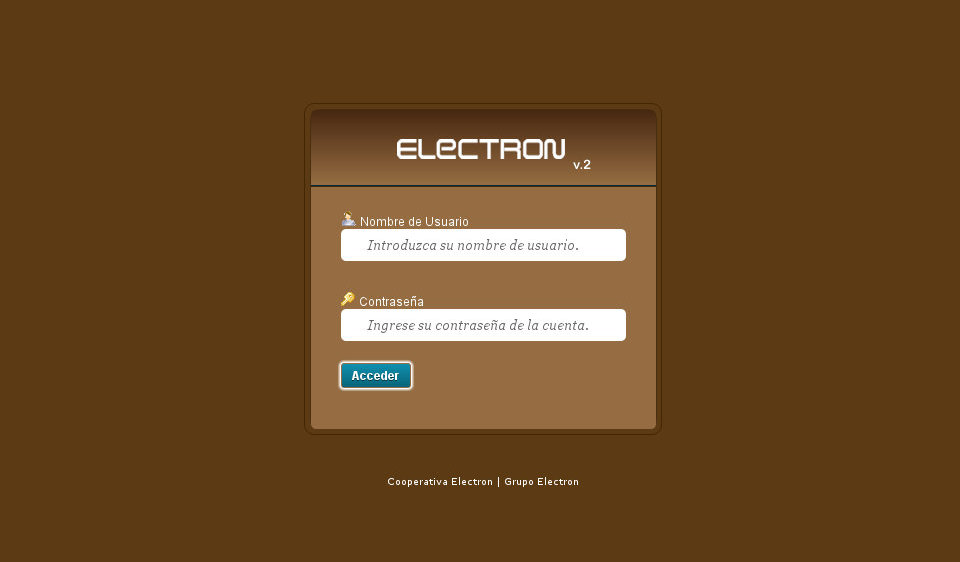 ELECTRON
v.2
Nombre de Usuario
Introduzca su nombre de usuario.
Contraseña
Ingrese su contraseña de la cuenta.
Acceder
Cooperativa Electron | Grupo Electron